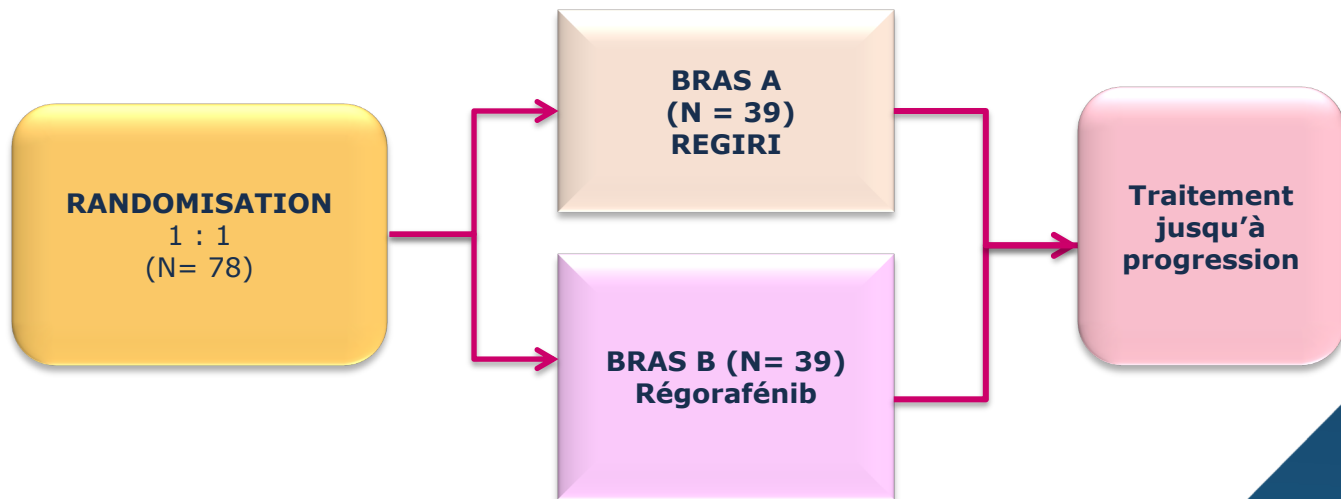 RANDOMISATION
1 : 1
(N= 78)
BRAS A
(N = 39)
REGIRI
BRAS B (N= 39)
Régorafénib
Traitement
jusqu’à
progression